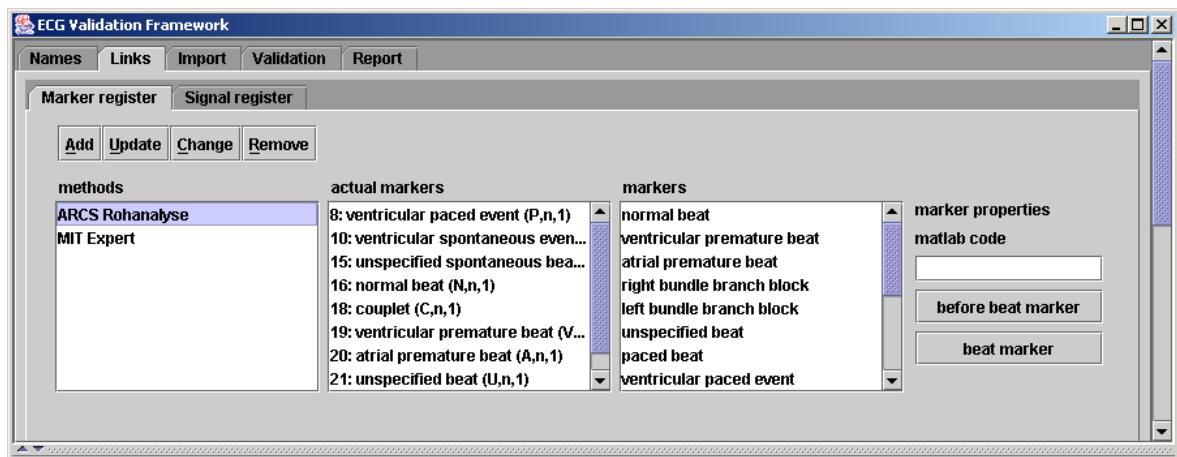 ECG Validation Framework
Names Links Import Validation Report
Marker register Signal register
Add Update Change Remove
methods
ARCS Rohanalyse
MIT Expert
actual markers
8: ventricular paced event (P,n,1)
10: ventricular spontaneous even...
15: unspecified spontaneous bea...
16: normal beat (N,n,1)
18: couplet (C,n,1)
19: ventricular premature beat (V...
20: atrial premature beat (A,n,1)
21: unspecified beat (U,n,1)
markers
normal beat
ventricular premature beat
atrial premature beat
right bundle branch block
left bundle branch block
unspecified beat
paced beat
ventricular paced event
marker properties
matlab code
before beat marker
beat marker